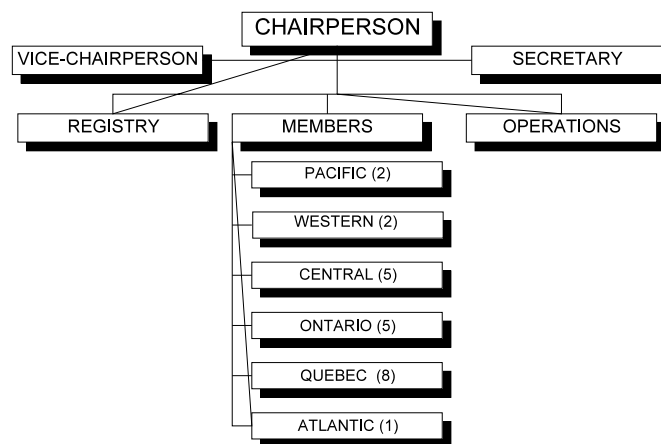 CHAIRPERSON
VICE-CHAIRPERSON
SECRETARY
REGISTRY
MEMBERS
OPERATIONS
PACIFIC (2)
WESTERN (2)
CENTRAL (5)
ONTARIO (5)
QUEBEC (8)
ATLANTIC (1)